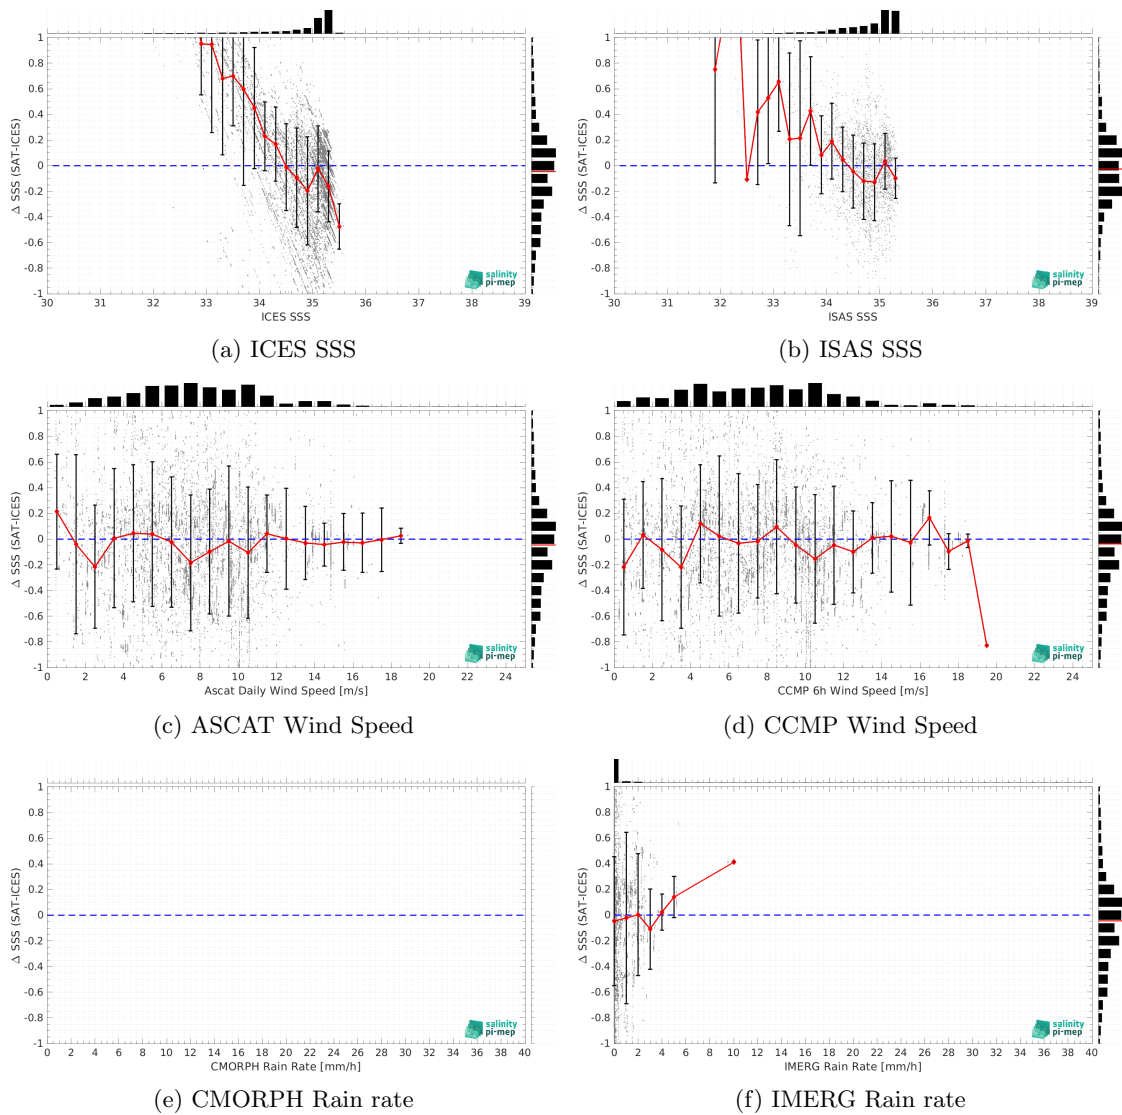 1
0.8
0.6
0.4
0.2
0
-0.2
-0.4
-0.6
-0.8
-1
Δ SSS (SAT-ICES)
30 31 32 33 34 35 36 37 38 39
ICES SSS
salinity
pi-mep
(a) ICES SSS
1
0.8
0.6
0.4
0.2
0
-0.2
-0.4
-0.6
-0.8
-1
Δ SSS (SAT-ICES)
30 31 32 33 34 35 36 37 38 39
ISAS SSS
salinity
pi-mep
(b) ISAS SSS
1
0.8
0.6
0.4
0.2
0
-0.2
-0.4
-0.6
-0.8
-1
Δ SSS (SAT-ICES)
0 2 4 6 8 10 12 14 16 18 20 22 24
Ascat Daily Wind Speed [m/s]
salinity
pi-mep
(c) ASCAT Wind Speed
1
0.8
0.6
0.4
0.2
0
-0.2
-0.4
-0.6
-0.8
-1
Δ SSS (SAT-ICES)
0 2 4 6 8 10 12 14 16 18 20 22 24
CCMP 6h Wind Speed [m/s]
salinity
pi-mep
(d) CCMP Wind Speed
1
0.8
0.6
0.4
0.2
0
-0.2
-0.4
-0.6
-0.8
-1
Δ SSS (SAT-ICES)
0 2 4 6 8 10 12 14 16 18 20 22 24 26 28 30 32 34 36 38 40
CMORPH Rain Rate [mm/h]
salinity
pi-mep
(e) CMORPH Rain rate
1
0.8
0.6
0.4
0.2
0
-0.2
-0.4
-0.6
-0.8
-1
Δ SSS (SAT-ICES)
0 2 4 6 8 10 12 14 16 18 20 22 24 26 28 30 32 34 36 38 40
IMERG Rain Rate [mm/h]
salinity
pi-mep
(f) IMERG Rain rate